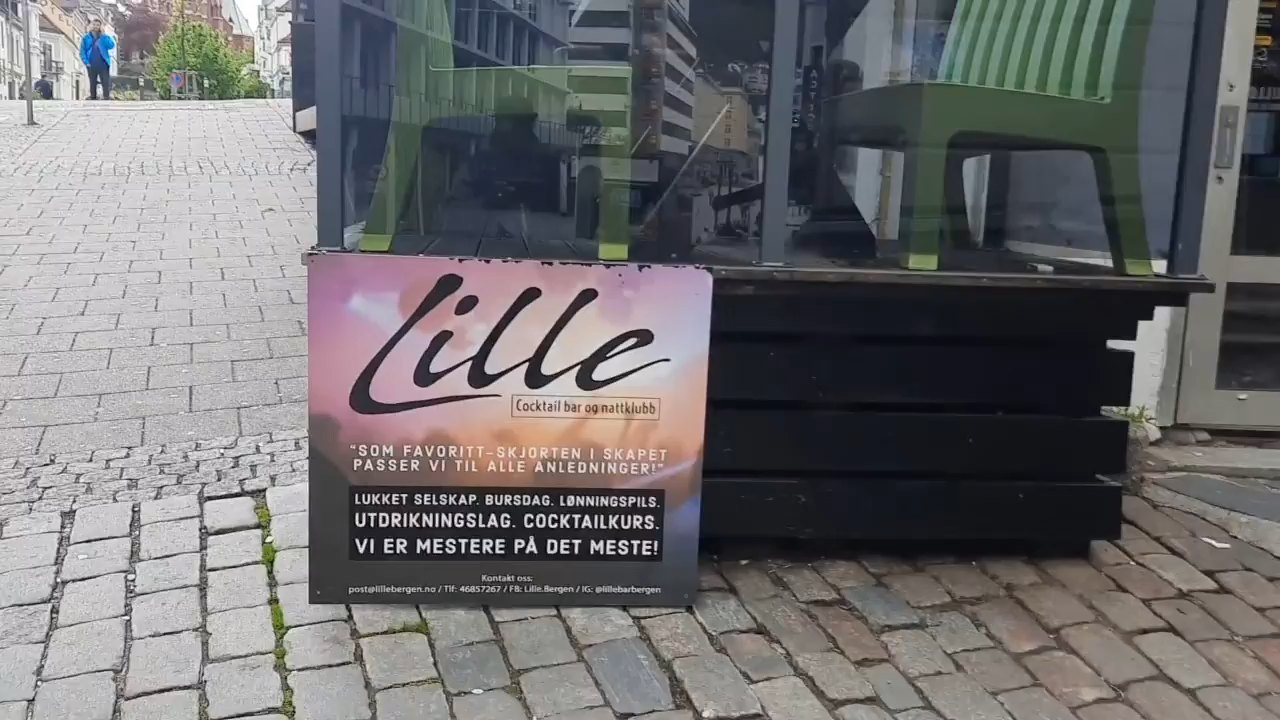 Lille
Cocktail bar og nattklubb
"SOM FAVORITT-SKJORTEN I SKAPET
PASSER VI TIL ALLE ANLEDNINGER!"
LUKKET SELSKAP. BURSDAG. LØNNINGSPILS.
UTDRIKNINGSLAG. COCKTAILKURS.
VI ER MESTERE PÅ DET MESTE!
Kontakt oss:
post@lillebergen.no / Tlf: 46857267 / FB: Lille.Bergen / IG: @lillebarbergen